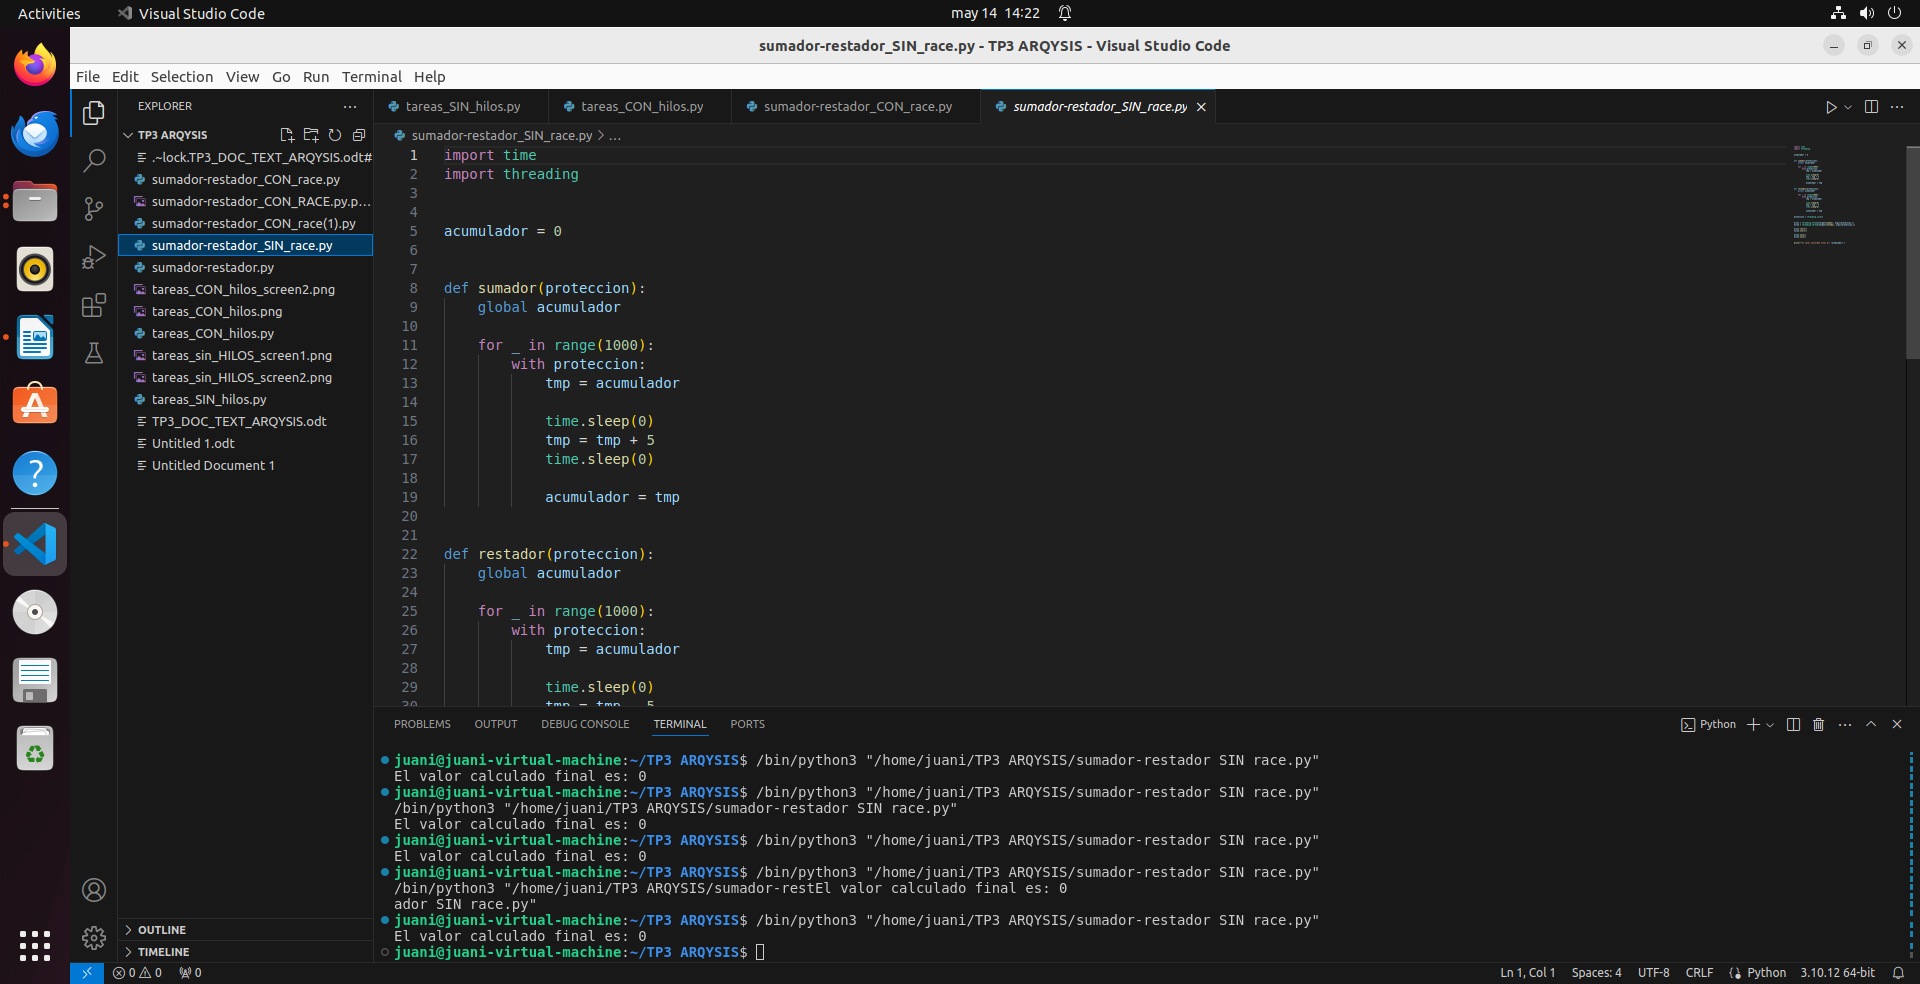 Activities
Visual Studio Code
may 14 14:22
sumador-restador_SIN_race.py - TP3 ARQYSIS - Visual Studio Code
File Edit Selection View Go Run Terminal Help
EXPLORER
TP3 ARQYSIS
.~lock.TP3_DOC_TEXT_ARQYSIS.odt#
sumador-restador_CON_race.py
sumador-restador_CON_RACE.py.p...
sumador-restador_CON_race(1).py
sumador-restador_SIN_race.py
sumador-restador.py
tareas_CON_hilos_screen2.png
tareas_CON_hilos.png
tareas_CON_hilos.py
tareas_sin_HILOS_screen1.png
tareas_sin_HILOS_screen2.png
tareas_SIN_hilos.py
TP3_DOC_TEXT_ARQYSIS.odt
Untitled 1.odt
Untitled Document 1
OUTLINE
TIMELINE
tareas_SIN_hilos.py
tareas_CON_hilos.py
sumador-restador_CON_race.py
sumador-restador_SIN_race.py
sumador-restador_SIN_race.py > ...
1 import time
2 import threading
3
4
5 acumulador = 0
6
7
8 def sumador(proteccion):
9 global acumulador
10
11 for _ in range(1000):
12 with proteccion:
13 tmp = acumulador
14
15 time.sleep(0)
16 tmp = tmp + 5
17 time.sleep(0)
18
19 acumulador = tmp
20
21
22 def restador(proteccion):
23 global acumulador
24
25 for _ in range(1000):
26 with proteccion:
27 tmp = acumulador
28
29 time.sleep(0)
30 tmp = tmp - 5
PROBLEMS OUTPUT DEBUG CONSOLE TERMINAL PORTS
Python
juani@juani-virtual-machine:~/TP3 ARQYSIS$ /bin/python3 "/home/juani/TP3 ARQYSIS/sumador-restador SIN race.py"
El valor calculado final es: 0
juani@juani-virtual-machine:~/TP3 ARQYSIS$ /bin/python3 "/home/juani/TP3 ARQYSIS/sumador-restador SIN race.py"
/bin/python3 "/home/juani/TP3 ARQYSIS/sumador-restador SIN race.py"
El valor calculado final es: 0
juani@juani-virtual-machine:~/TP3 ARQYSIS$ /bin/python3 "/home/juani/TP3 ARQYSIS/sumador-restador SIN race.py"
El valor calculado final es: 0
juani@juani-virtual-machine:~/TP3 ARQYSIS$ /bin/python3 "/home/juani/TP3 ARQYSIS/sumador-restador SIN race.py"
/bin/python3 "/home/juani/TP3 ARQYSIS/sumador-restEl valor calculado final es: 0
ador SIN race.py"
juani@juani-virtual-machine:~/TP3 ARQYSIS$ /bin/python3 "/home/juani/TP3 ARQYSIS/sumador-restador SIN race.py"
El valor calculado final es: 0
juani@juani-virtual-machine:~/TP3 ARQYSIS$
0 0 0
Ln 1, Col 1 Spaces: 4 UTF-8 CRLF Python 3.10.12 64-bit